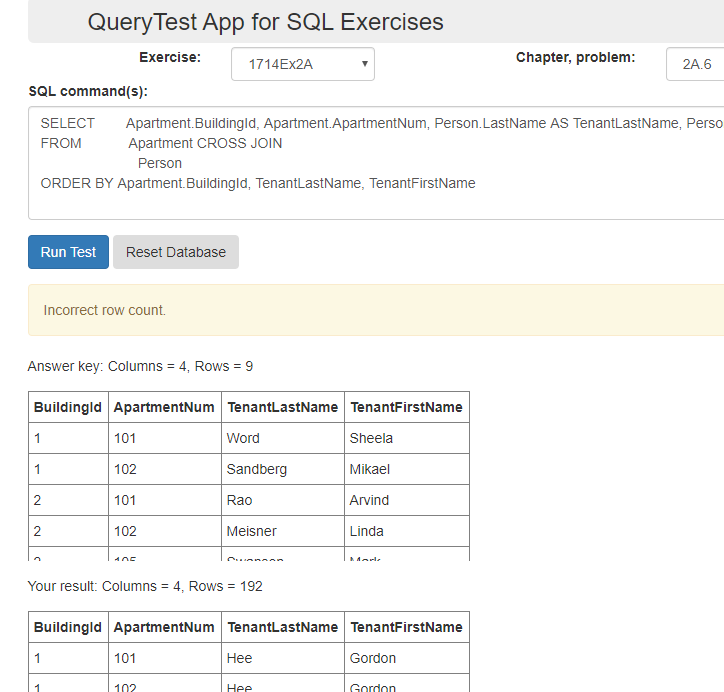 QueryTest App for SQL Exercises
Exercise: 1714Ex2A Chapter, problem: 2A.6
SQL command(s):
SELECT Apartment.BuildingId, Apartment.ApartmentNum, Person.LastName AS TenantLastName, Perso
FROM Apartment CROSS JOIN
Person
ORDER BY Apartment.BuildingId, TenantLastName, TenantFirstName
Run Test Reset Database
Incorrect row count.
Answer key: Columns = 4, Rows = 9
BuildingId ApartmentNum TenantLastName TenantFirstName
1 101 Word Sheela
1 102 Sandberg Mikael
2 101 Rao Arvind
2 102 Meisner Linda
2 105 Swanson Mark
Your result: Columns = 4, Rows = 192
BuildingId ApartmentNum TenantLastName TenantFirstName
1 101 Hee Gordon
1 102 Hee Gordon